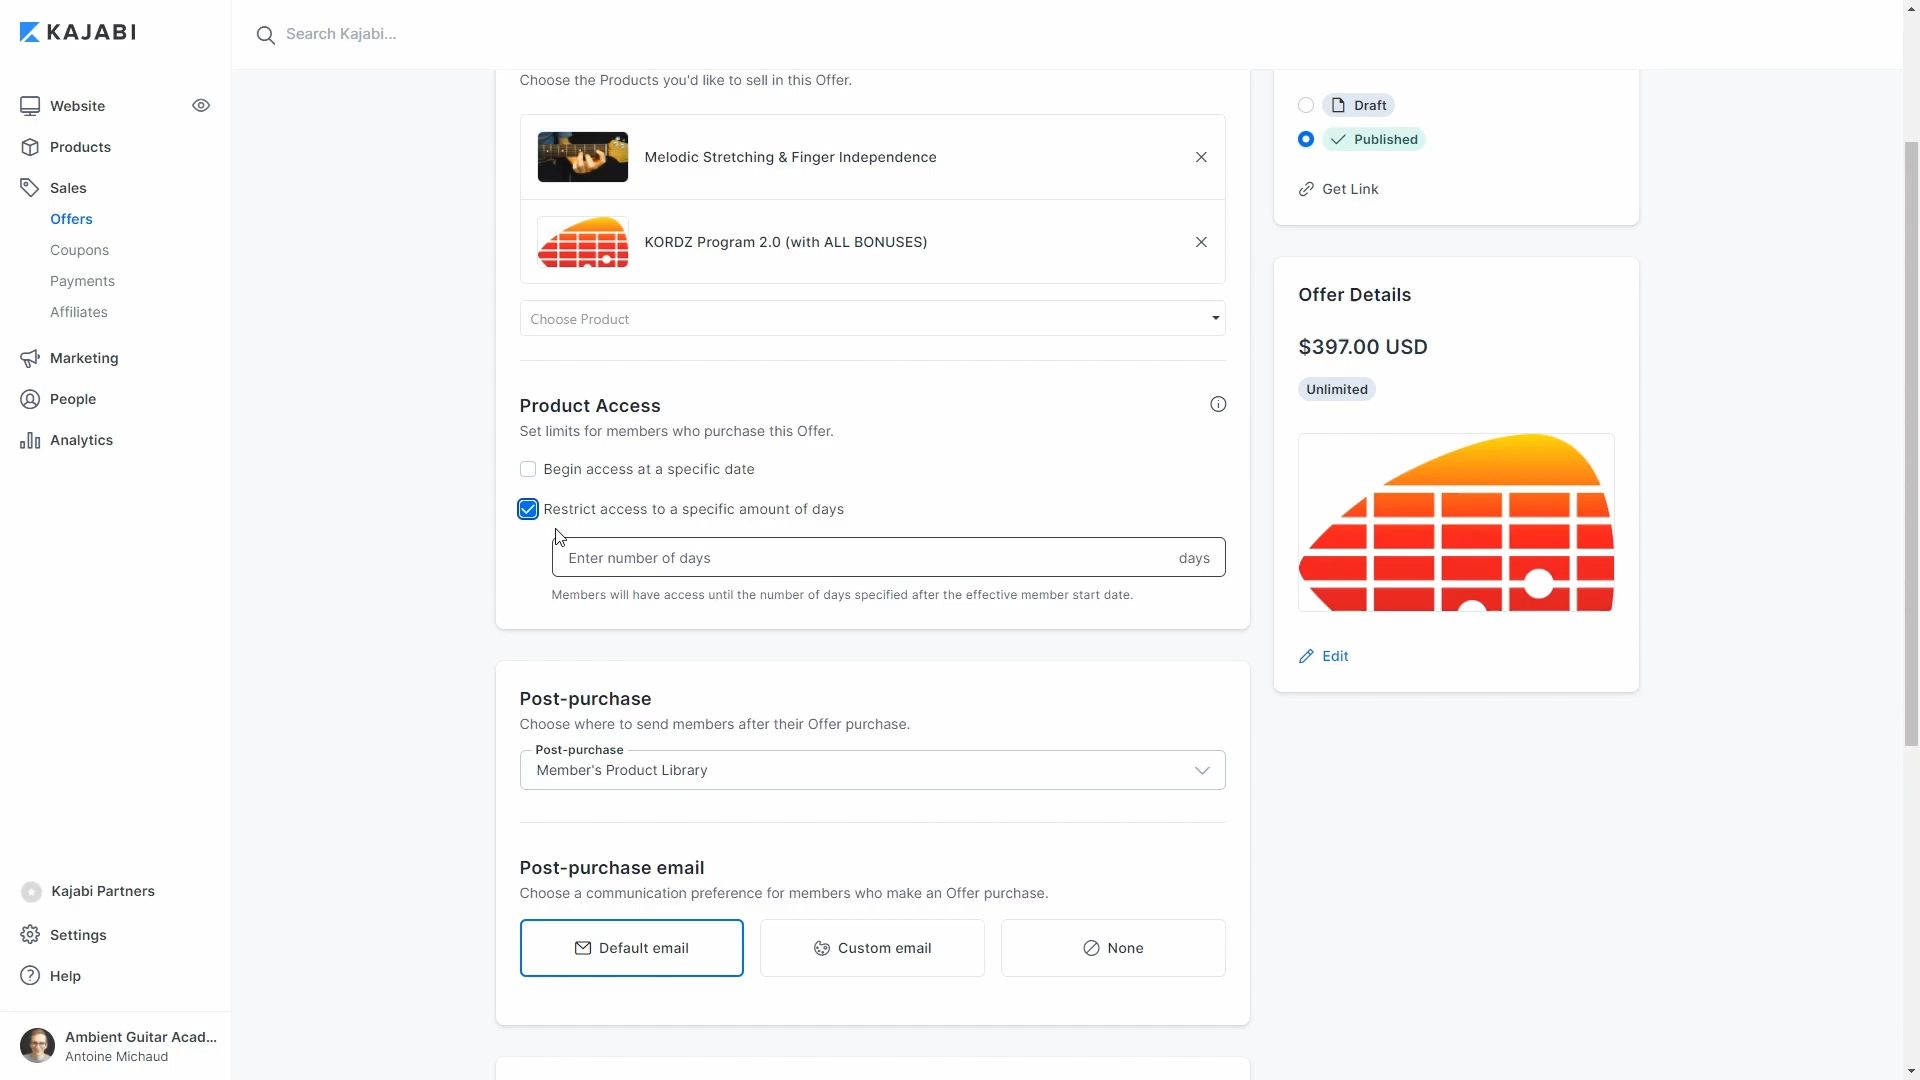 KAJABI
Search Kajabi...
Website
Products
Sales
Offers
Coupons
Payments
Affiliates
Marketing
People
Analytics
Kajabi Partners
Settings
Help
Ambient Guitar Acad...
Antoine Michaud
Choose the Products you'd like to sell in this Offer.
Melodic Stretching & Finger Independence
KORDZ Program 2.0 (with ALL BONUSES)
Choose Product
Product Access
Set limits for members who purchase this Offer.
Begin access at a specific date
Restrict access to a specific amount of days
Enter number of days days
Members will have access until the number of days specified after the effective member start date.
Post-purchase
Choose where to send members after their Offer purchase.
Post-purchase
Member's Product Library
Post-purchase email
Choose a communication preference for members who make an Offer purchase.
Default email
Custom email
None
Draft
Published
Get Link
Offer Details
$397.00 USD
Unlimited
Edit